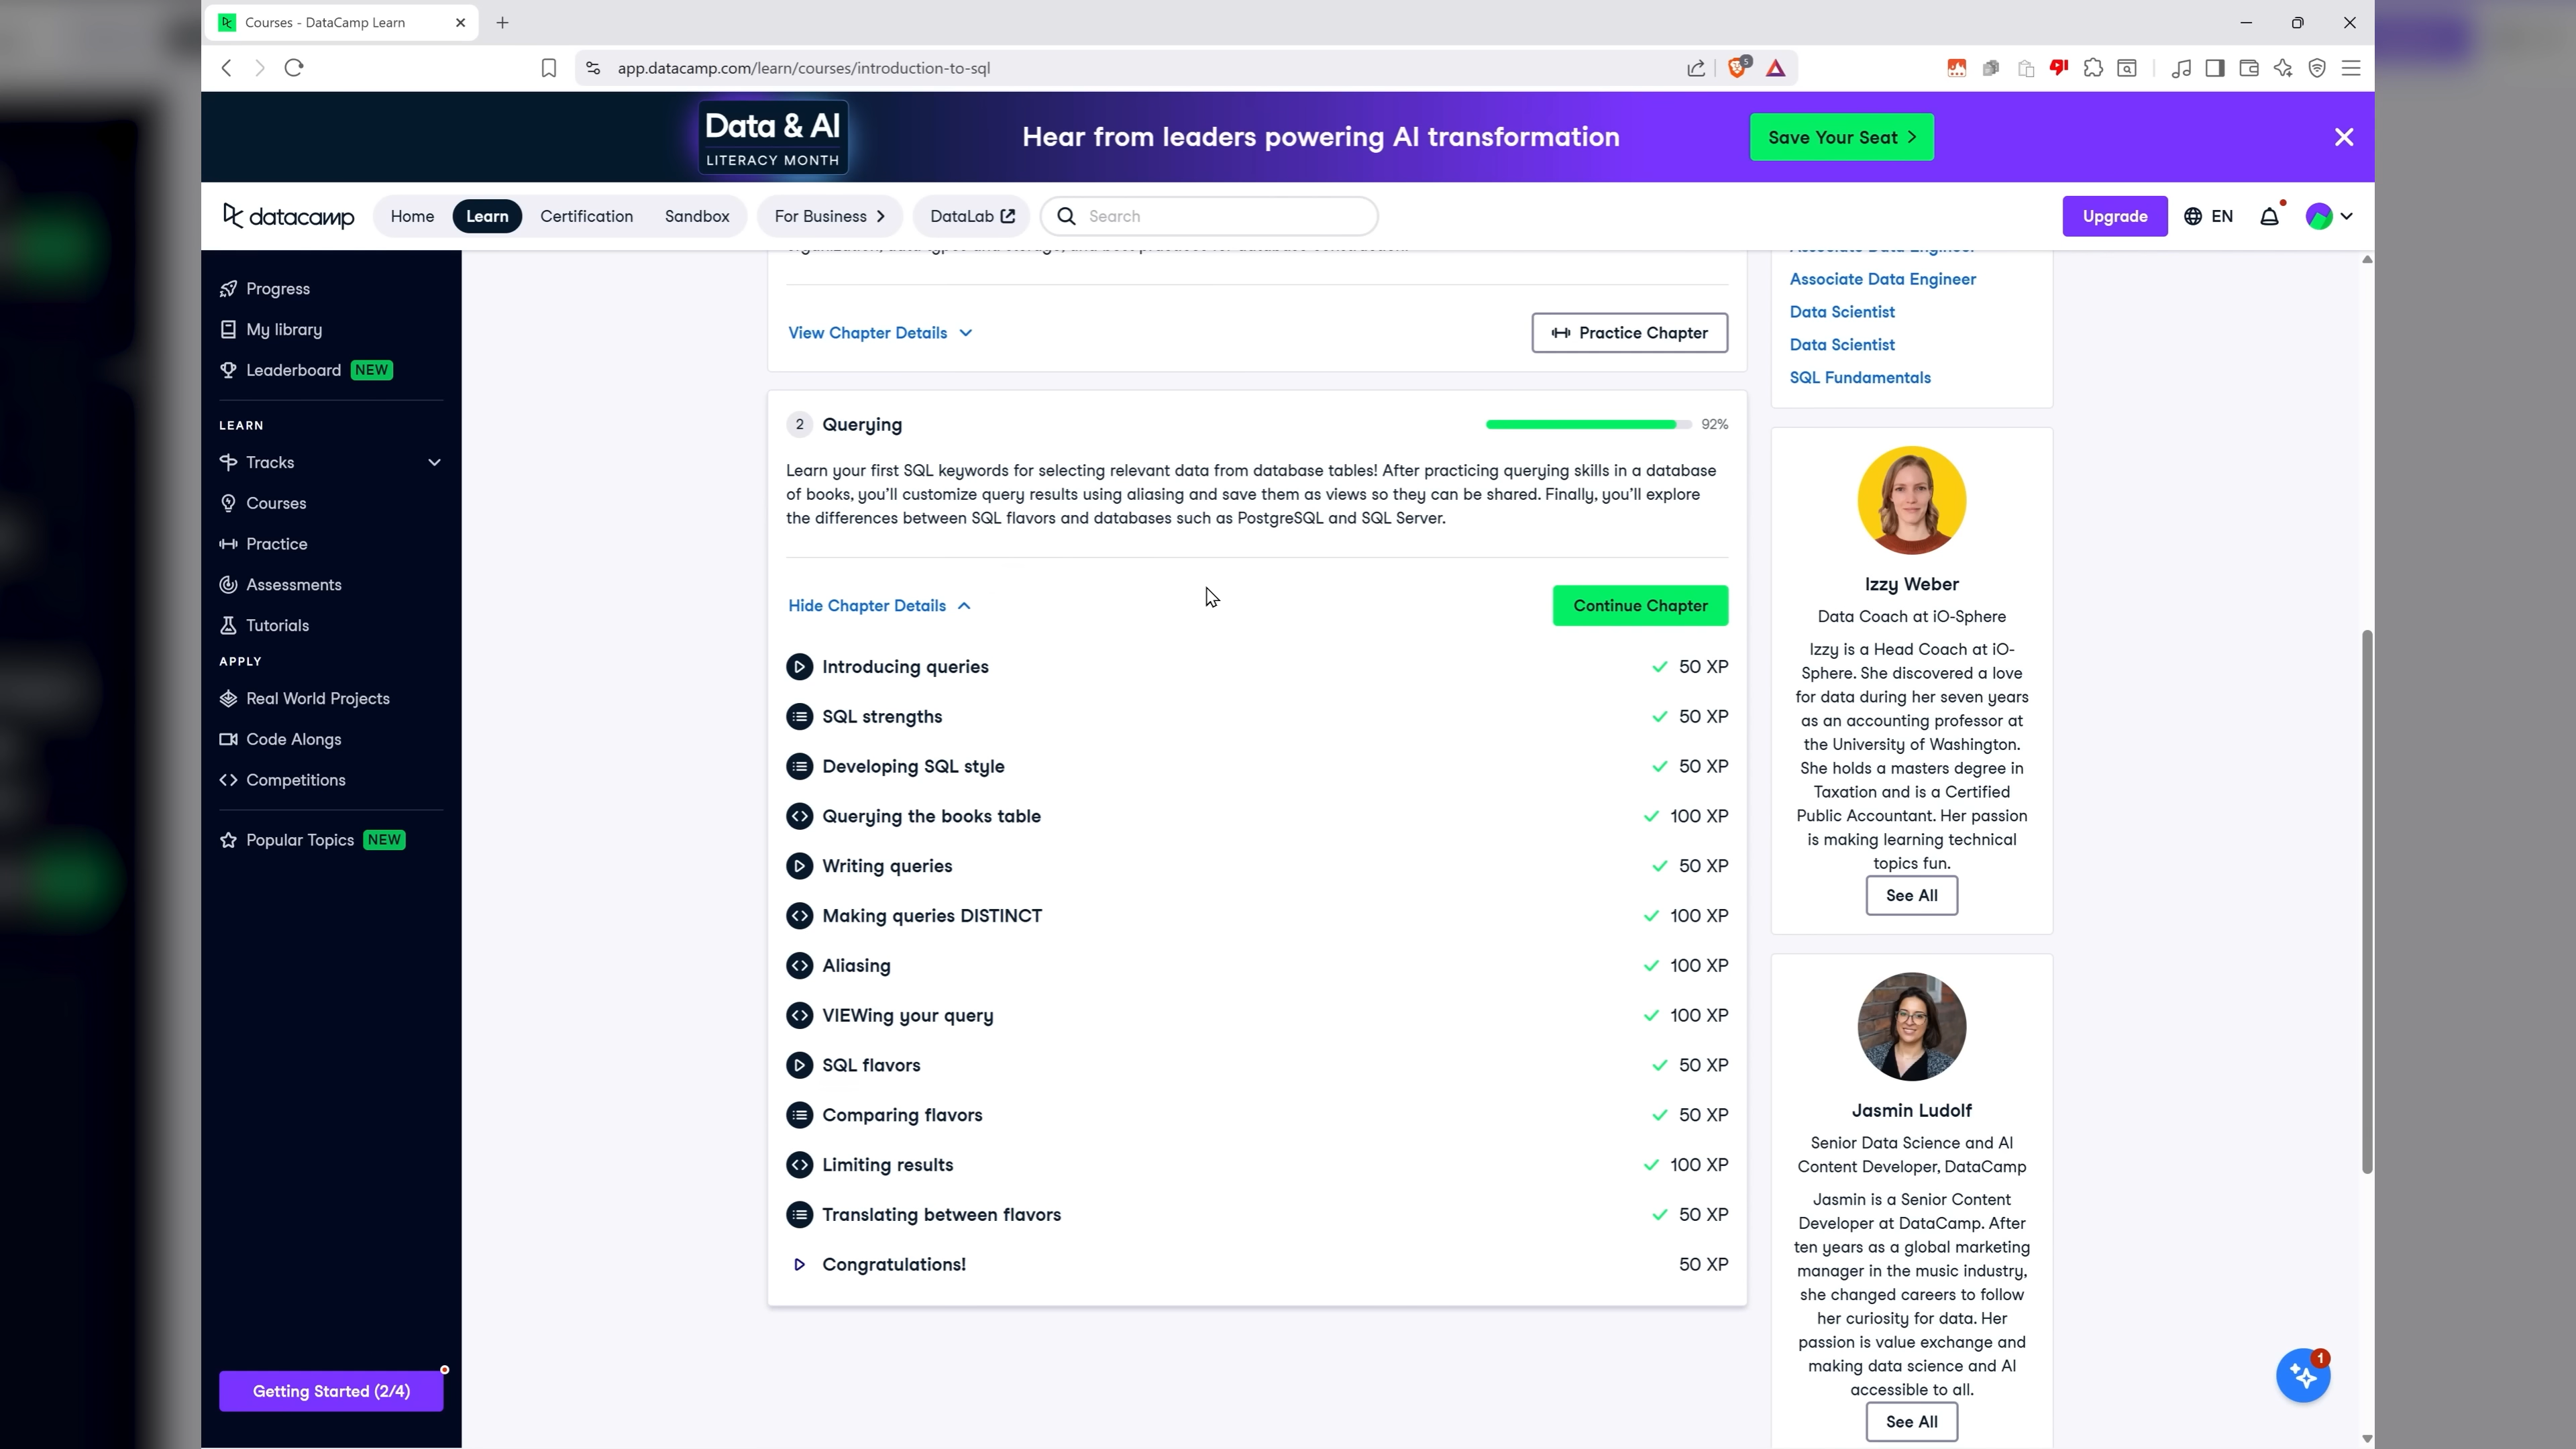 Courses - DataCamp Learn
app.datacamp.com/learn/courses/introduction-to-sql
5
Data & AI
LITERACY MONTH
Hear from leaders powering AI transformation
Save Your Seat
datacamp
Home
Learn
Certification
Sandbox
For Business
DataLab
Search
Upgrade
EN
Progress
My library
Leaderboard NEW
LEARN
Tracks
Courses
Practice
Assessments
Tutorials
APPLY
Real World Projects
Code Alongs
Competitions
Popular Topics NEW
Getting Started (2/4)
View Chapter Details
Practice Chapter
2 Querying
92%
Learn your first SQL keywords for selecting relevant data from database tables! After practicing querying skills in a database
of books, you’ll customize query results using aliasing and save them as views so they can be shared. Finally, you’ll explore
the differences between SQL flavors and databases such as PostgreSQL and SQL Server.
Hide Chapter Details
Continue Chapter
Introducing queries 50 XP
SQL strengths 50 XP
Developing SQL style 50 XP
Querying the books table 100 XP
Writing queries 50 XP
Making queries DISTINCT 100 XP
Aliasing 100 XP
VIEWing your query 100 XP
SQL flavors 50 XP
Comparing flavors 50 XP
Limiting results 100 XP
Translating between flavors 50 XP
Congratulations! 50 XP
Associate Data Engineer
Associate Data Engineer
Data Scientist
Data Scientist
SQL Fundamentals
Izzy Weber
Data Coach at iO-Sphere
Izzy is a Head Coach at iO-
Sphere. She discovered a love
for data during her seven years
as an accounting professor at
the University of Washington.
She holds a masters degree in
Taxation and is a Certified
Public Accountant. Her passion
is making learning technical
topics fun.
See All
Jasmin Ludolf
Senior Data Science and AI
Content Developer, DataCamp
Jasmin is a Senior Content
Developer at DataCamp. After
ten years as a global marketing
manager in the music industry,
she changed careers to follow
her curiosity for data. Her
passion is value exchange and
making data science and AI
accessible to all.
See All
1